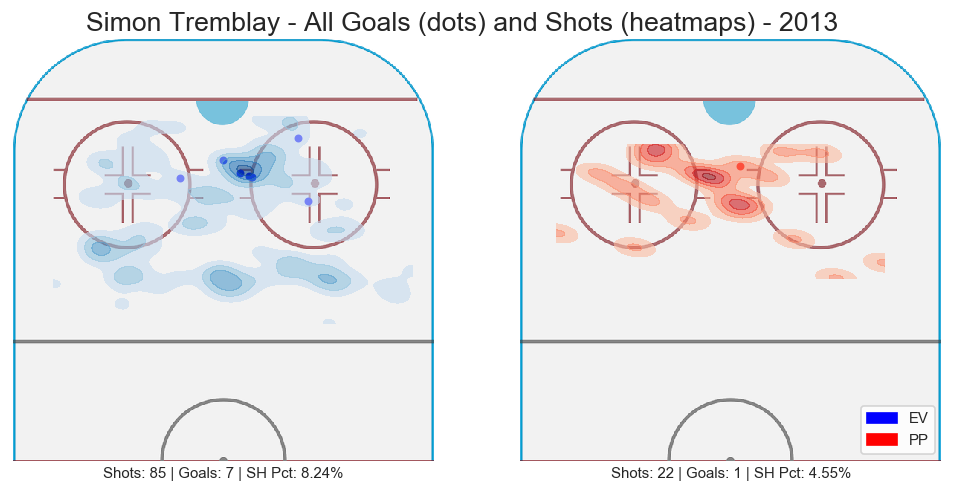 Simon Tremblay - All Goals (dots) and Shots (heatmaps) - 2013
EV
PP
Shots: 85 | Goals: 7 | SH Pct: 8.24%
Shots: 22 | Goals: 1 | SH Pct: 4.55%